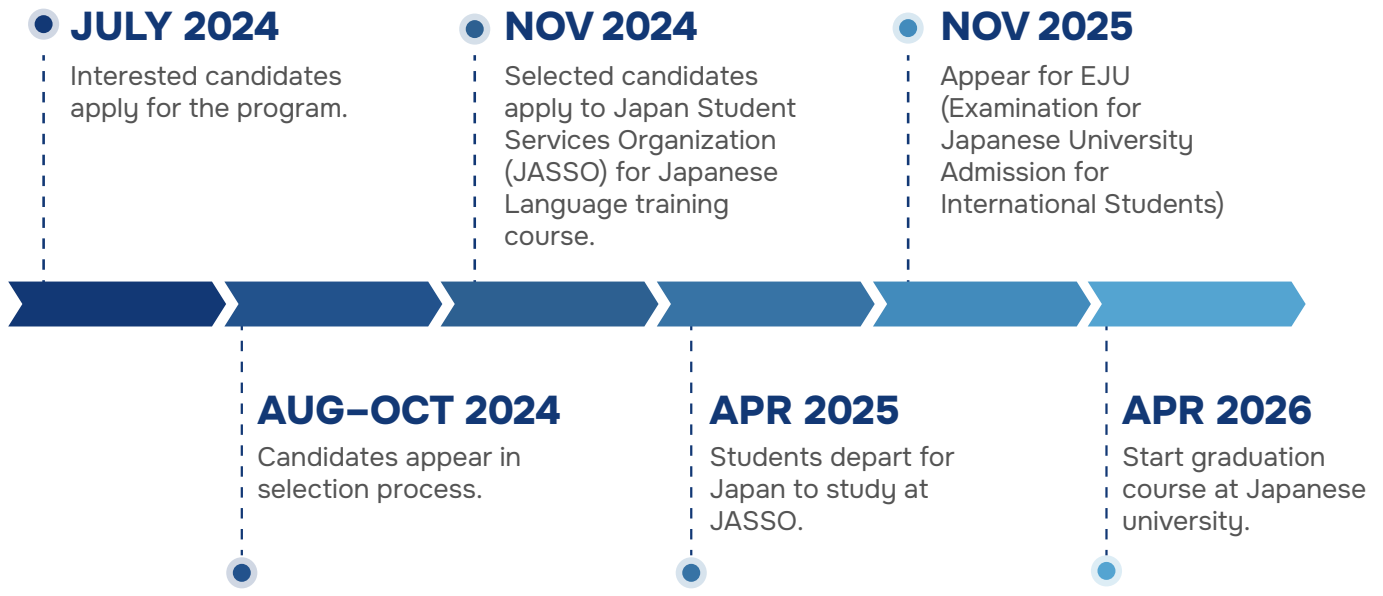 JULY 2024
Interested candidates
apply for the program.
NOV 2024
Selected candidates
apply to Japan Student
Services Organization
(JASSO) for Japanese
Language training
course.
NOV 2025
Appear for EJU
(Examination for
Japanese University
Admission for
International Students)
AUG–OCT 2024
Candidates appear in
selection process.
APR 2025
Students depart for
Japan to study at
JASSO.
APR 2026
Start graduation
course at Japanese
university.